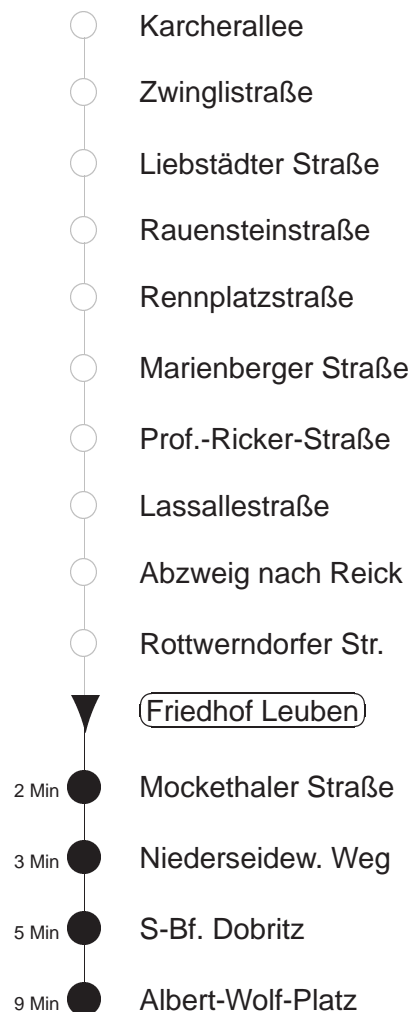 Karcherallee
Zwinglistraße
Liebstädter Straße
Rauensteinstraße
Rennplatzstraße
Marienberger Straße
Prof.-Ricker-Straße
Lassallestraße
Abzweig nach Reick
Rottwerndorfer Str.
Friedhof Leuben
2 Min Mockethaler Straße
3 Min Niederseidew. Weg
5 Min S-Bf. Dobritz
9 Min Albert-Wolf-Platz